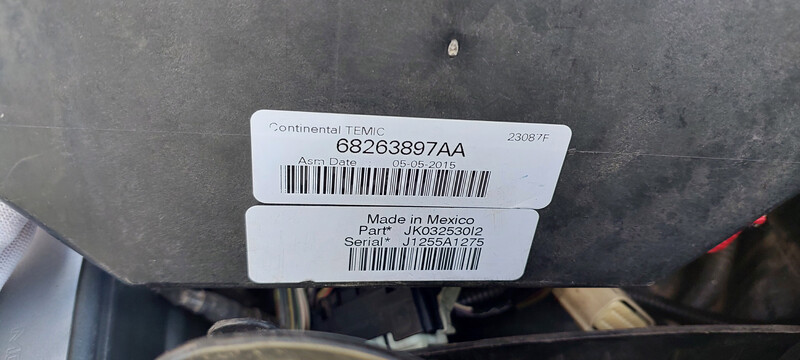 Continental TEMIC 23087F
68263897AA
Asm Date 05-05-2015
Made in Mexico
Part* JK03253012
Serial* J1255A1275